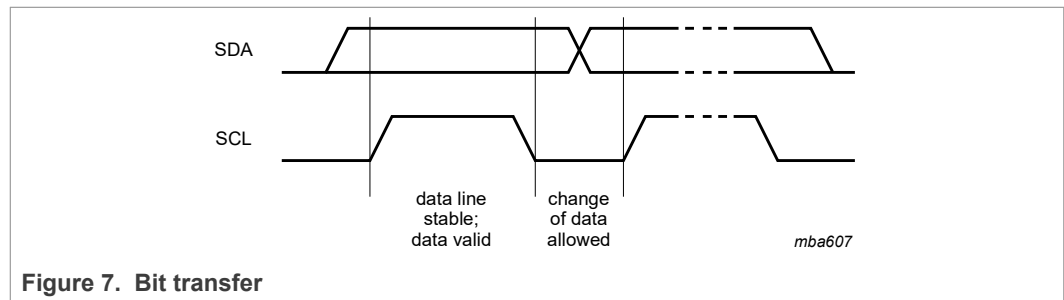 SDA
SCL
data line
stable;
data valid
change
of data
allowed
mba607
Figure 7. Bit transfer